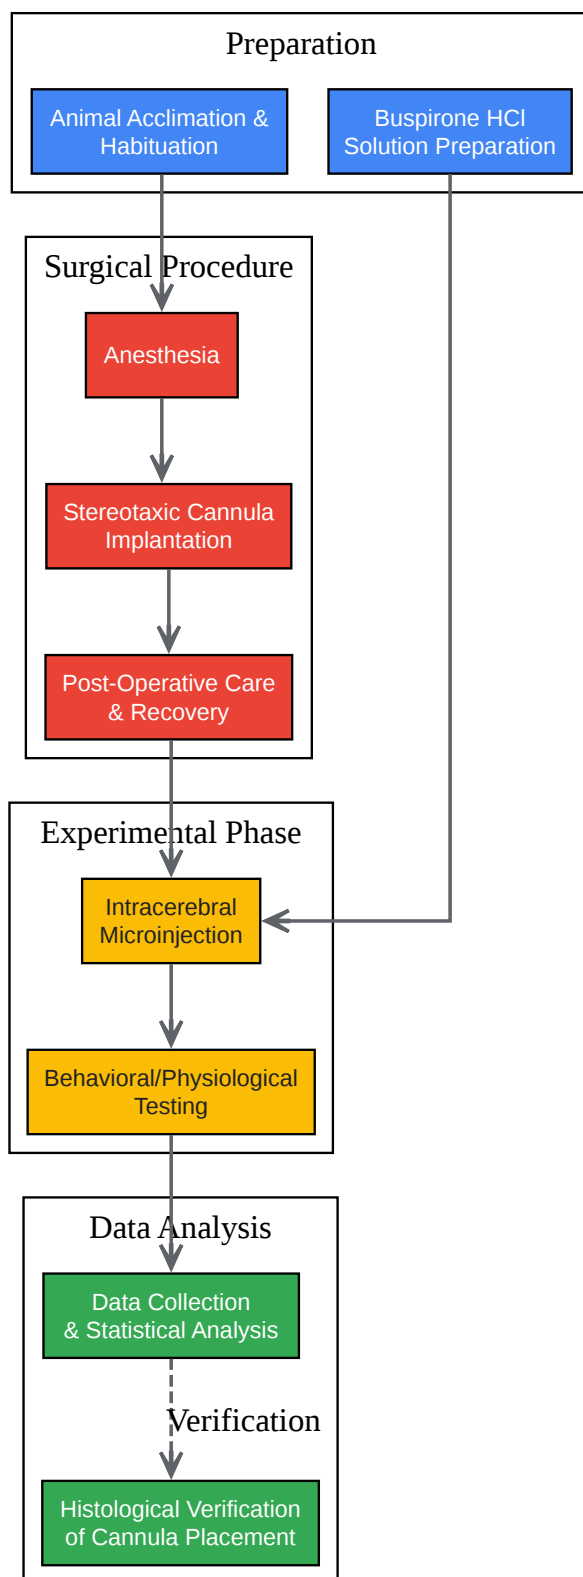 Preparation
Animal Acclimation &
Habituation
Buspirone HCl
Solution Preparation
Surgical Procedure
Anesthesia
Stereotaxic Cannula
Implantation
Post-Operative Care
& Recovery
Experimental Phase
Intracerebral
Microinjection
Behavioral/Physiological
Testing
Data Analysis
Data Collection
& Statistical Analysis
Verification
Histological Verification
of Cannula Placement